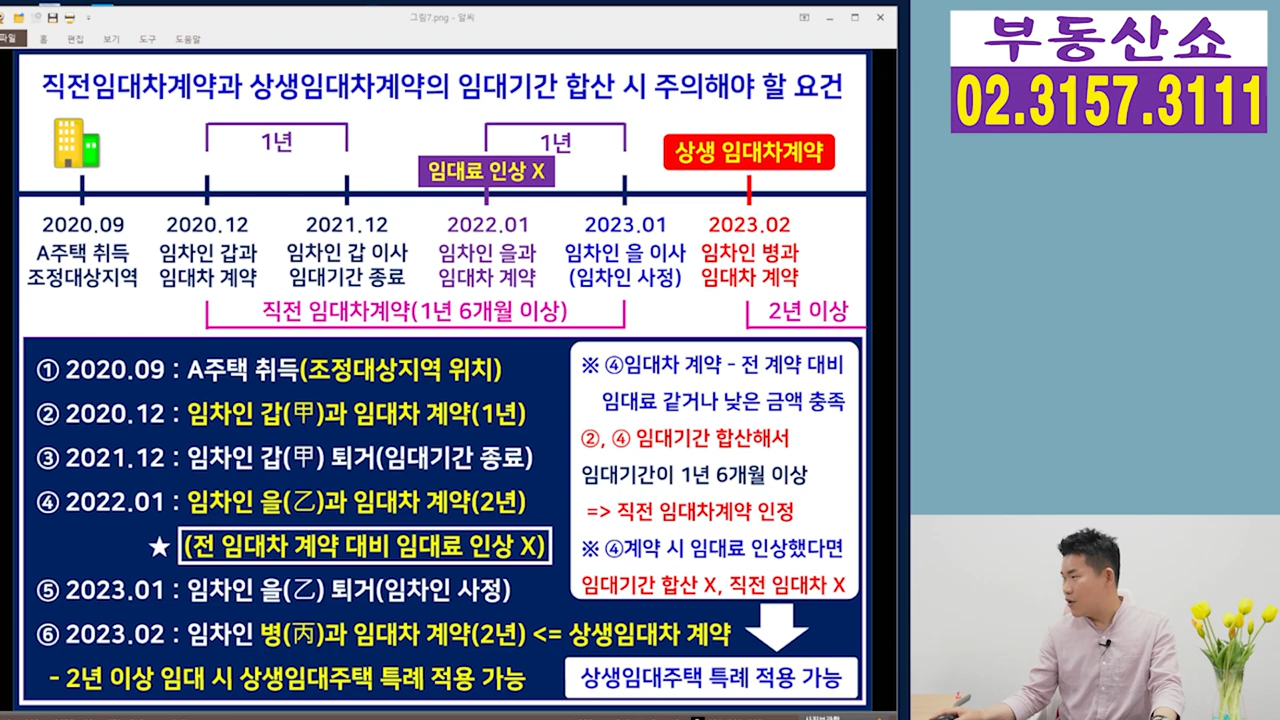 그림7.png - 알씨
파일 홈 편집 보기 도구 도움말
부동산쇼
02.3157.3111
직전임대차계약과 상생임대차계약의 임대기간 합산 시 주의해야 할 요건
1년
1년
임대료 인상 X
상생 임대차계약
2020.09
A주택 취득
조정대상지역
2020.12
임차인 갑과
임대차 계약
2021.12
임차인 갑 이사
임대기간 종료
2022.01
임차인 을과
임대차 계약
2023.01
임차인 을 이사
(임차인 사정)
2023.02
임차인 병과
임대차 계약
직전 임대차계약(1년 6개월 이상)
2년 이상
① 2020.09 : A주택 취득(조정대상지역 위치)
② 2020.12 : 임차인 갑(甲)과 임대차 계약(1년)
③ 2021.12 : 임차인 갑(甲) 퇴거(임대기간 종료)
④ 2022.01 : 임차인 을(乙)과 임대차 계약(2년)
★ (전 임대차 계약 대비 임대료 인상 X)
⑤ 2023.01 : 임차인 을(乙) 퇴거(임차인 사정)
⑥ 2023.02 : 임차인 병(丙)과 임대차 계약(2년) <= 상생임대차 계약
- 2년 이상 임대 시 상생임대주택 특례 적용 가능
※ ④임대차 계약 - 전 계약 대비
임대료 같거나 낮은 금액 충족
②, ④ 임대기간 합산해서
임대기간이 1년 6개월 이상
=> 직전 임대차계약 인정
※ ④계약 시 임대료 인상했다면
임대기간 합산 X, 직전 임대차 X
상생임대주택 특례 적용 가능